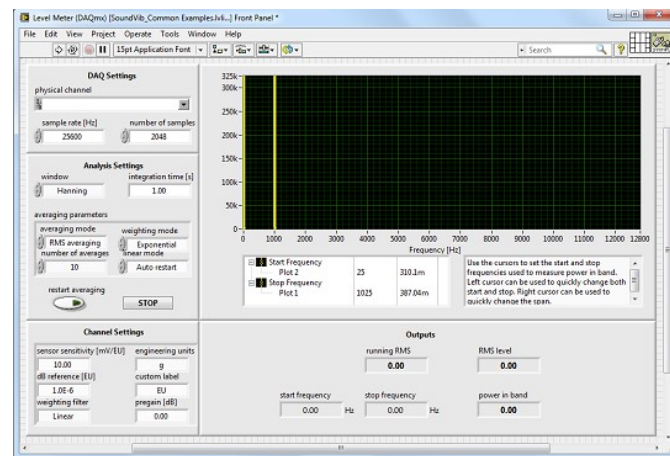 Level Meter (DAQmx) [SoundVib_Common Examples.lvli...] Front Panel *
File Edit View Project Operate Tools Window Help
15pt Application Font
Search
DAQ Settings
physical channel
sample rate [Hz] number of samples
25600 2048
Analysis Settings
window integration time [s]
Hanning 1.00
averaging parameters
averaging mode weighting mode
RMS averaging Exponential
number of averages linear mode
10 Auto restart
restart averaging
STOP
325k
300k
250k
200k
150k
100k
50k
0
0 1000 2000 3000 4000 5000 6000 7000 8000 9000 10000 11000 12800
Frequency [Hz]
Start Frequency
Plot 2 25 310.1m
Stop Frequency
Plot 1 1025 387.04m
Use the cursors to set the start and stop
frequencies used to measure power in band.
Left cursor can be used to quickly change both
start and stop. Right cursor can be used to
quickly change the span.
Channel Settings
sensor sensitivity [mV/EU] engineering units
10.00 g
dB reference [EU] custom label
1.0E-6 EU
weighting filter pregain [dB]
Linear 0.00
Outputs
running RMS RMS level
0.00 0.00
start frequency stop frequency power in band
0.00 Hz 0.00 Hz 0.00